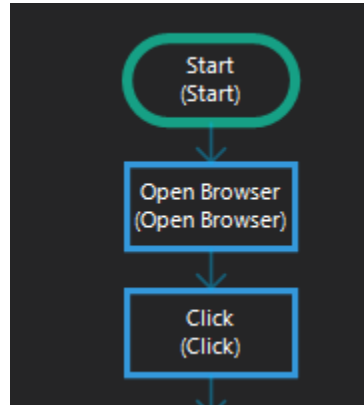 Start
(Start)
Open Browser
(Open Browser)
Click
(Click)